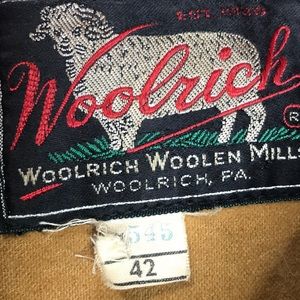 Woolrich
R
WOOLRICH WOOLEN MILLS
WOOLRICH, PA.
545
42